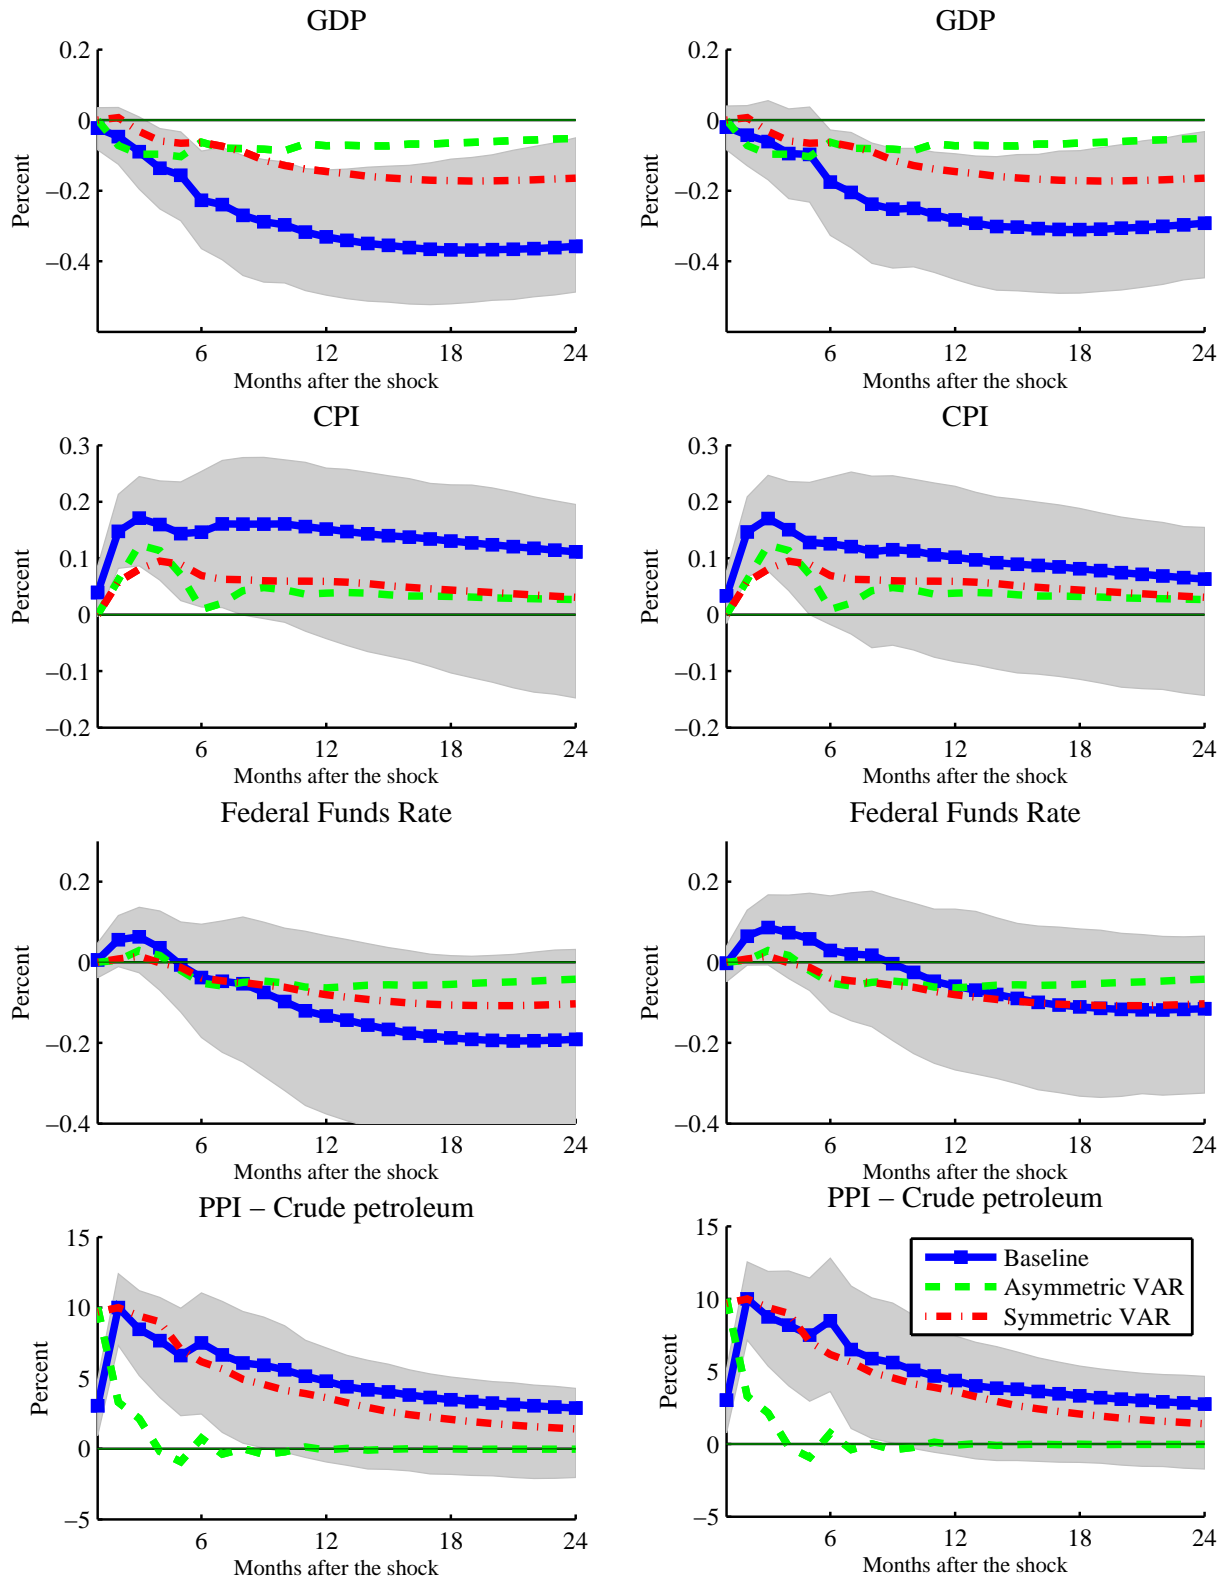 GDP
0.2
0
−0.2
−0.4
Percent
6 12 18 24
Months after the shock
GDP
0.2
0
−0.2
−0.4
Percent
6 12 18 24
Months after the shock
CPI
0.3
0.2
0.1
0
−0.1
−0.2
Percent
6 12 18 24
Months after the shock
CPI
0.3
0.2
0.1
0
−0.1
−0.2
Percent
6 12 18 24
Months after the shock
Federal Funds Rate
0.2
0
−0.2
−0.4
Percent
6 12 18 24
Months after the shock
Federal Funds Rate
0.2
0
−0.2
−0.4
Percent
6 12 18 24
Months after the shock
PPI − Crude petroleum
15
10
5
0
−5
Percent
6 12 18 24
Months after the shock
PPI − Crude petroleum
15
10
5
0
−5
Percent
6 12 18 24
Months after the shock
Baseline
Asymmetric VAR
Symmetric VAR